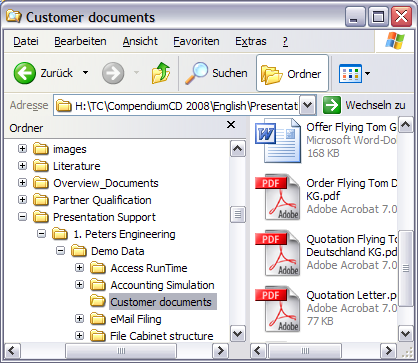 Customer documents
Datei Bearbeiten Ansicht Favoriten Extras ?
Zurück Suchen Ordner
Adresse H:\TC\CompendiumCD 2008\English\Presentat Wechseln zu
Ordner
images
Literature
Overview_Documents
Partner Qualification
Presentation Support
1. Peters Engineering
Demo Data
Access RunTime
Accounting Simulation
Customer documents
eMail Filing
File Cabinet structure
Offer Flying Tom G
Microsoft Word-Do
168 KB
PDF
Adobe
Order Flying Tom D
KG.pdf
Adobe Acrobat 7.0
PDF
Adobe
Quotation Flying To
Deutschland KG.pd
Adobe Acrobat 7.0
PDF
Adobe
Quotation Letter.p
Adobe Acrobat 7.0
77 KB